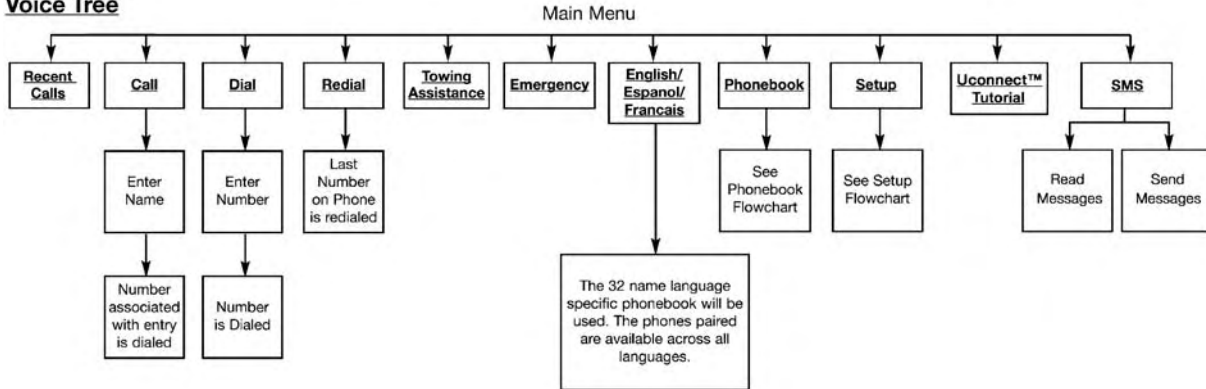 Voice Tree
Main Menu
Recent
Calls
Call
Dial
Redial
Towing
Assistance
Emergency
English/
Espanol/
Francais
Phonebook
Setup
Uconnect™
Tutorial
SMS
Enter
Name
Enter
Number
Last
Number
on Phone
is redialed
See
Phonebook
Flowchart
See Setup
Flowchart
Read
Messages
Send
Messages
Number
associated
with entry
is dialed
Number
is Dialed
The 32 name language
specific phonebook will be
used. The phones paired
are available across all
languages.